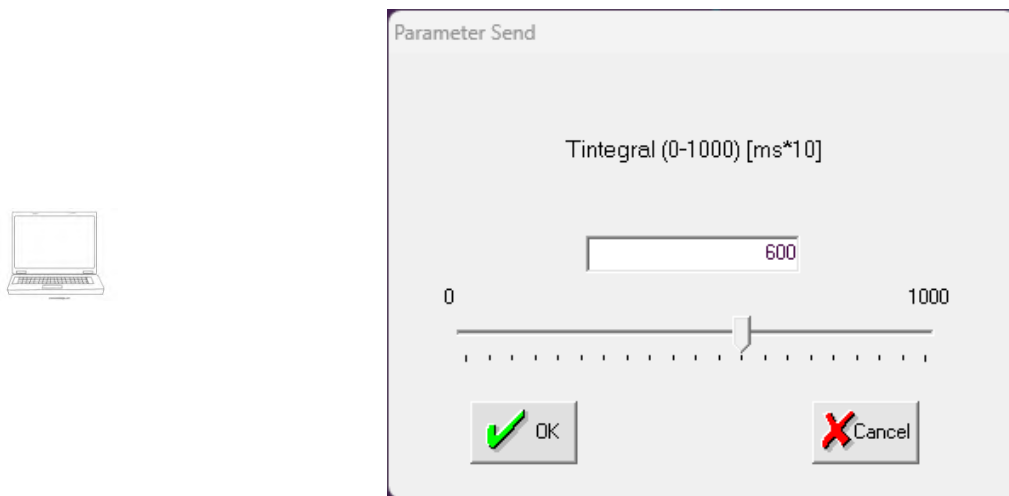 Parameter Send
Tintegral (0-1000) [ms*10]
600
0 1000
OK Cancel